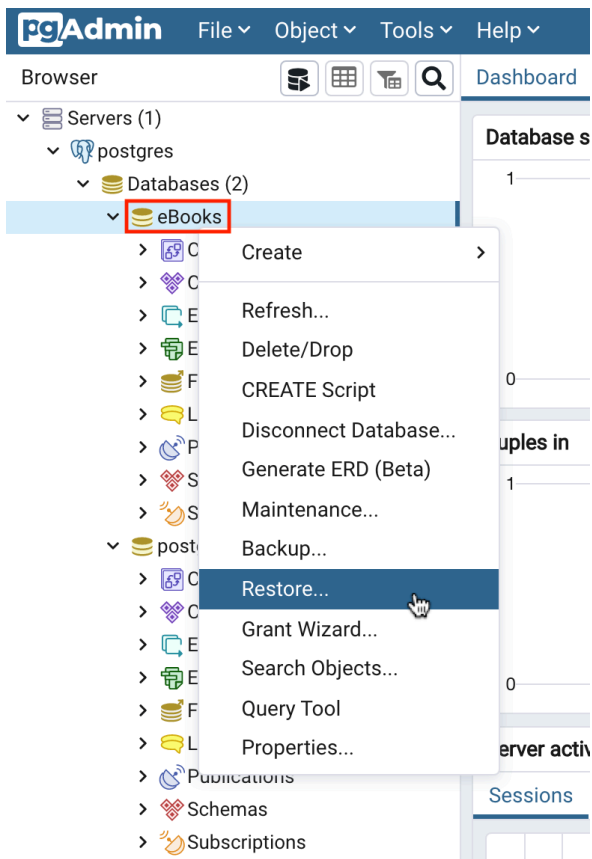 pgAdmin File Object Tools Help
Browser Dashboard
Servers (1)
Database s
postgres
1
Databases (2)
eBooks
C
Create
C
E
Refresh...
E
Delete/Drop
F
CREATE Script
0
L
Disconnect Database...
P
Generate ERD (Beta)
uples in
S
1
S
Maintenance...
post
Backup...
C
Restore...
C
Grant Wizard...
E
Search Objects...
E
0
F
Query Tool
L
Properties...
erver activ
Publications
Sessions
Schemas
Subscriptions